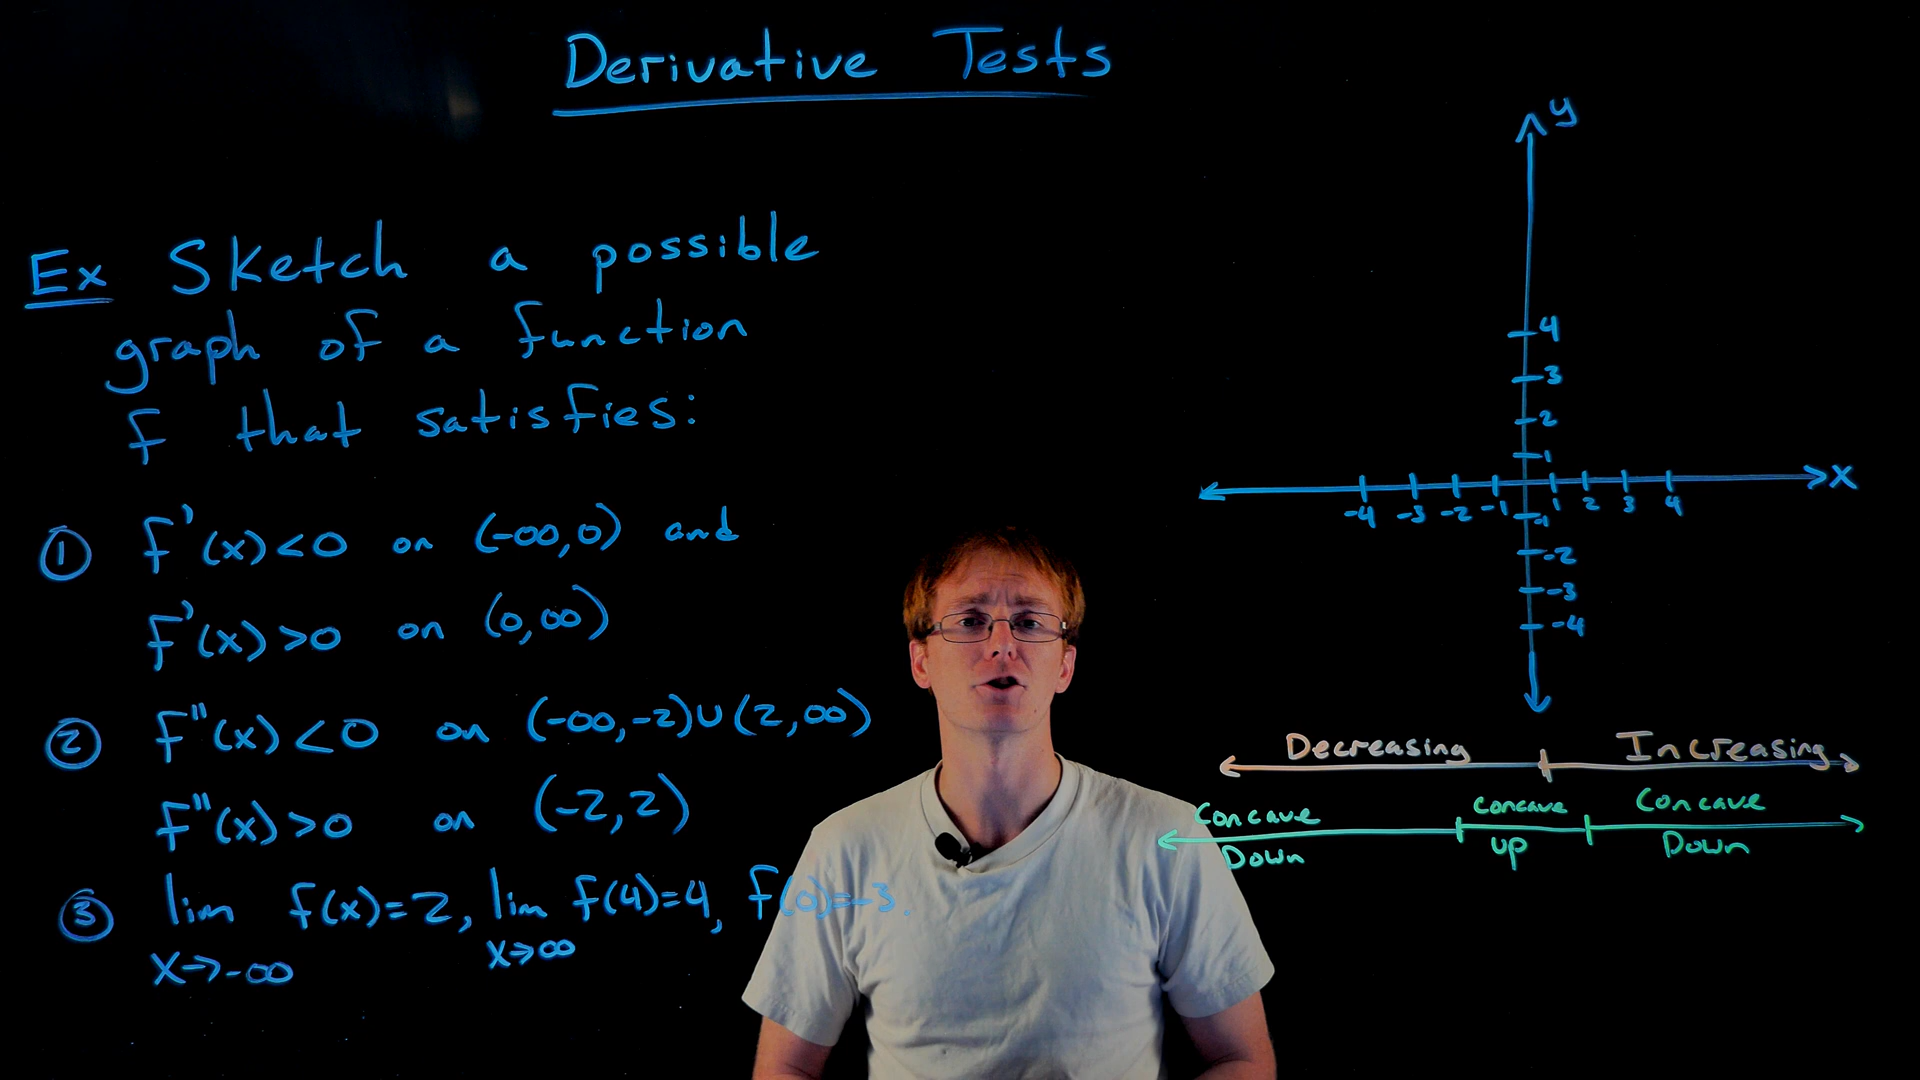 Derivative Tests
Ex Sketch a possible
graph of a function
f that satisfies:
① f'(x)<0 on (-∞,0) and
f'(x)>0 on (0,∞)
② f''(x)<0 on (-∞,-2)∪(2,∞)
f''(x)>0 on (-2,2)
③ lim f(x)=2, lim f(4)=4, f(0)=-3.
x→-∞ x→∞
y
4
3
2
1
x
-4 -3 -2 -1 1 2 3 4
-1
-2
-3
-4
Decreasing Increasing
Concave Concave Concave
Down Up Down